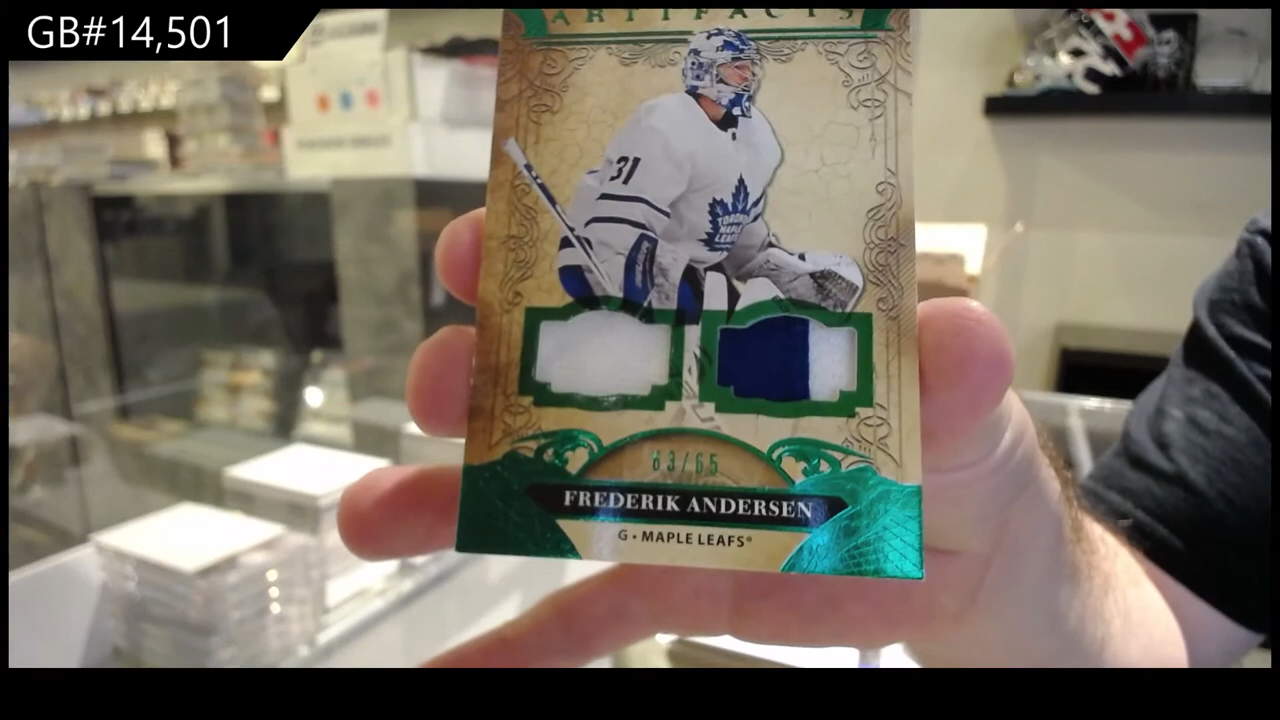 GB#14,501
ARTIFACTS
31
TORONTO
MAPLE
LEAFS
63/65
FREDERIK ANDERSEN
G • MAPLE LEAFS®